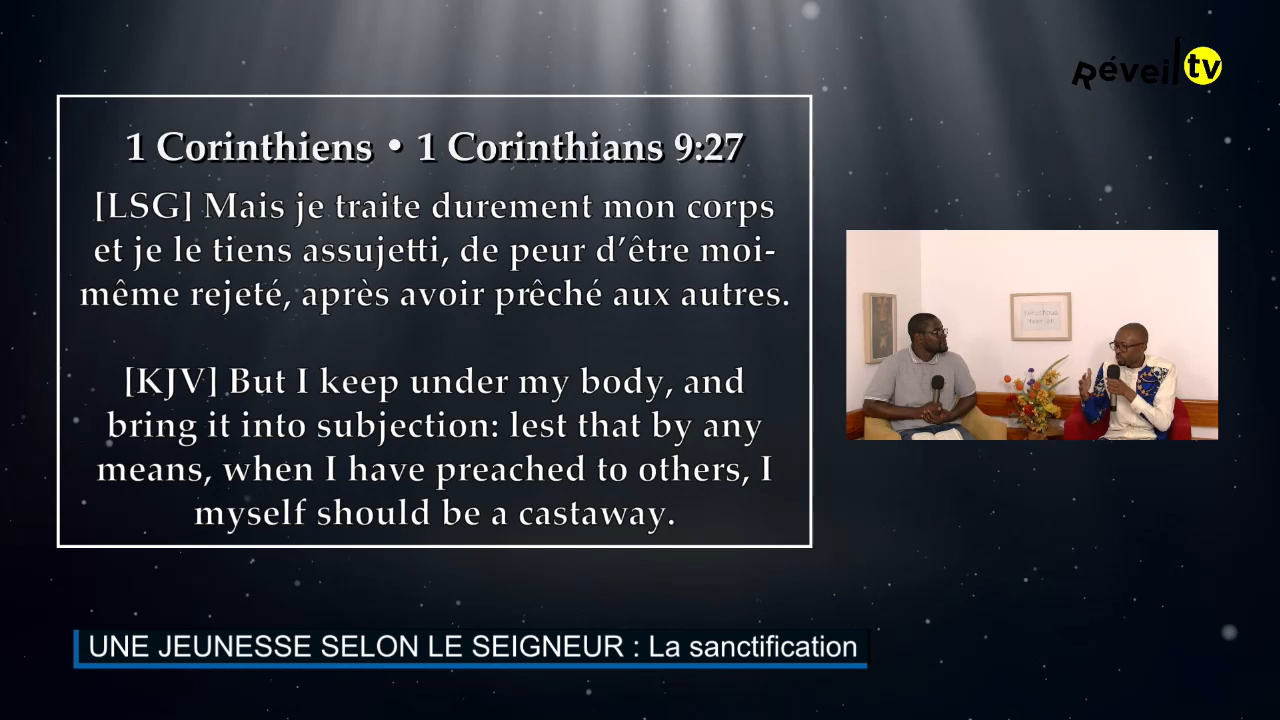 Réveil tv
1 Corinthiens • 1 Corinthians 9:27
[LSG] Mais je traite durement mon corps
et je le tiens assujetti, de peur d’être moi-
même rejeté, après avoir prêché aux autres.
[KJV] But I keep under my body, and
bring it into subjection: lest that by any
means, when I have preached to others, I
myself should be a castaway.
UNE JEUNESSE SELON LE SEIGNEUR : La sanctification